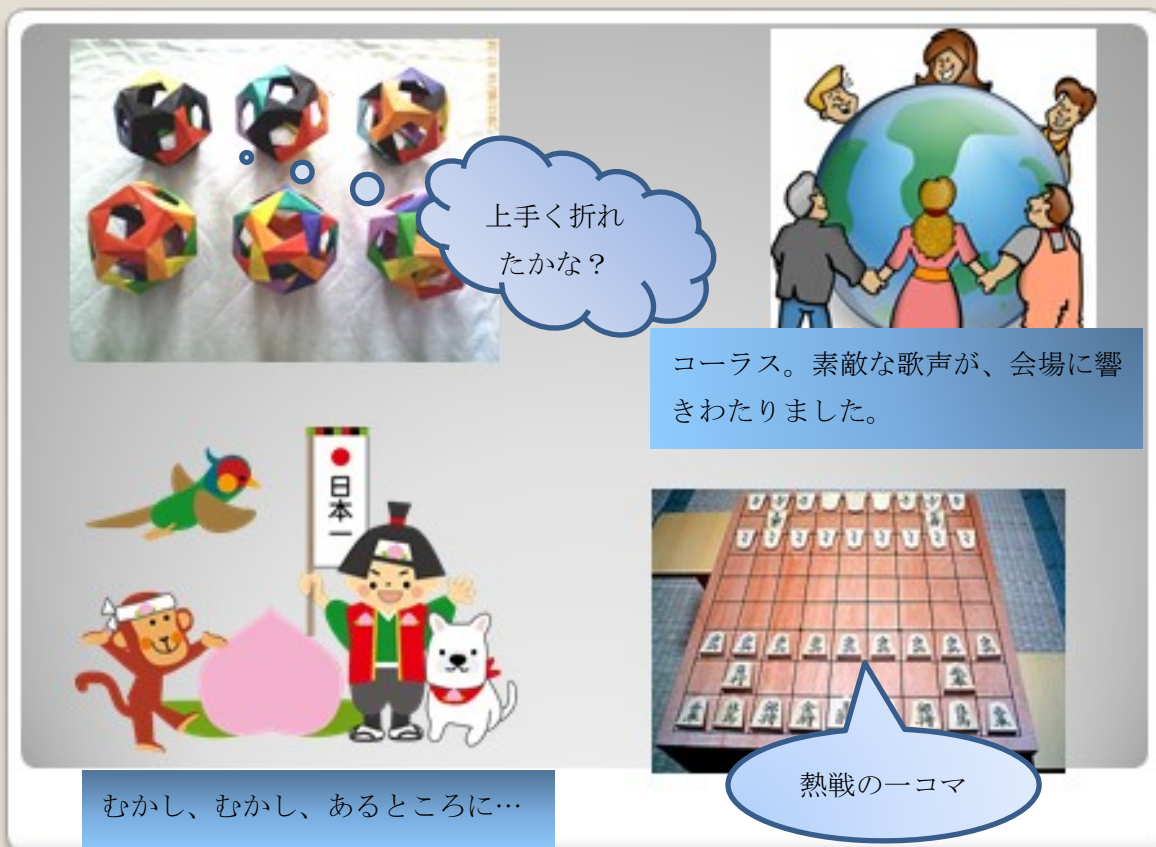 上手く折れ
たかな？
コーラス。素敵な歌声が、会場に響
きわたりました。
日本一
むかし、むかし、あるところに…
熱戦の一コマ